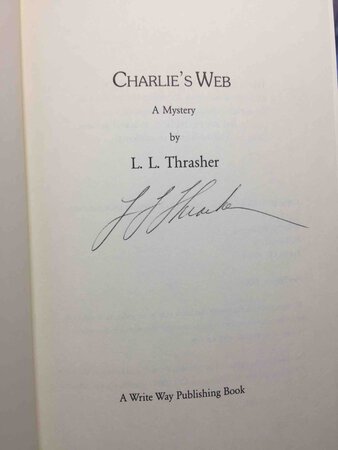 CHARLIE'S WEB
A Mystery
by
L. L. Thrasher
L L Thrasher
A Write Way Publishing Book